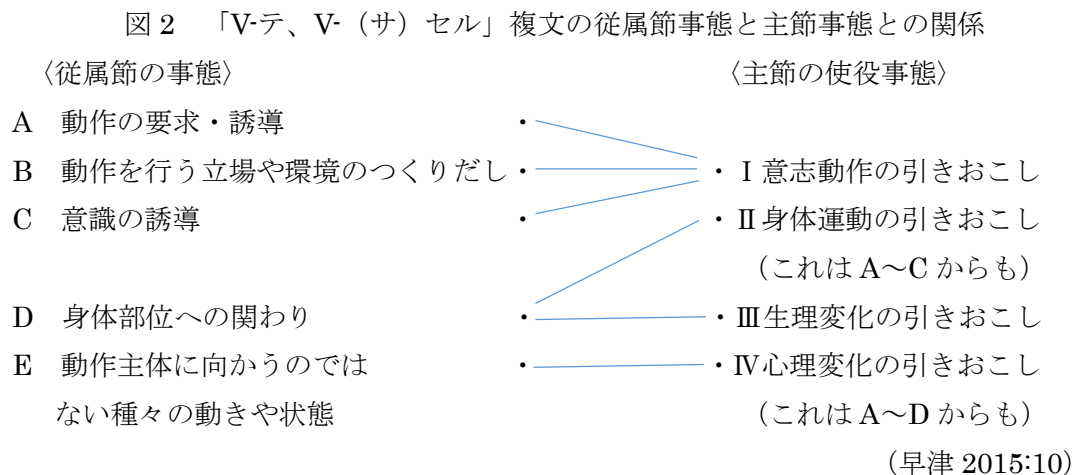 図 2 「V-テ、V-（サ）セル」複文の従属節事態と主節事態との関係
〈従属節の事態〉 〈主節の使役事態〉
A 動作の要求・誘導 ・
B 動作を行う立場や環境のつくりだし・ ・Ⅰ意志動作の引きおこし
C 意識の誘導 ・ ・Ⅱ身体運動の引きおこし
（これは A～C からも）
D 身体部位への関わり ・ ・Ⅲ生理変化の引きおこし
E 動作主体に向かうのでは ・ ・Ⅳ心理変化の引きおこし
ない種々の動きや状態 （これは A～D からも）
（早津 2015:10）